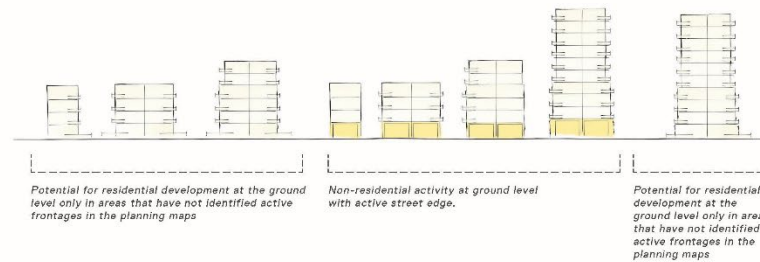 Potential for residential development at the ground
level only in areas that have not identified active
frontages in the planning maps
Non-residential activity at ground level
with active street edge.
Potential for residential
development at the
ground level only in
that have not identified
active frontages in the
planning maps